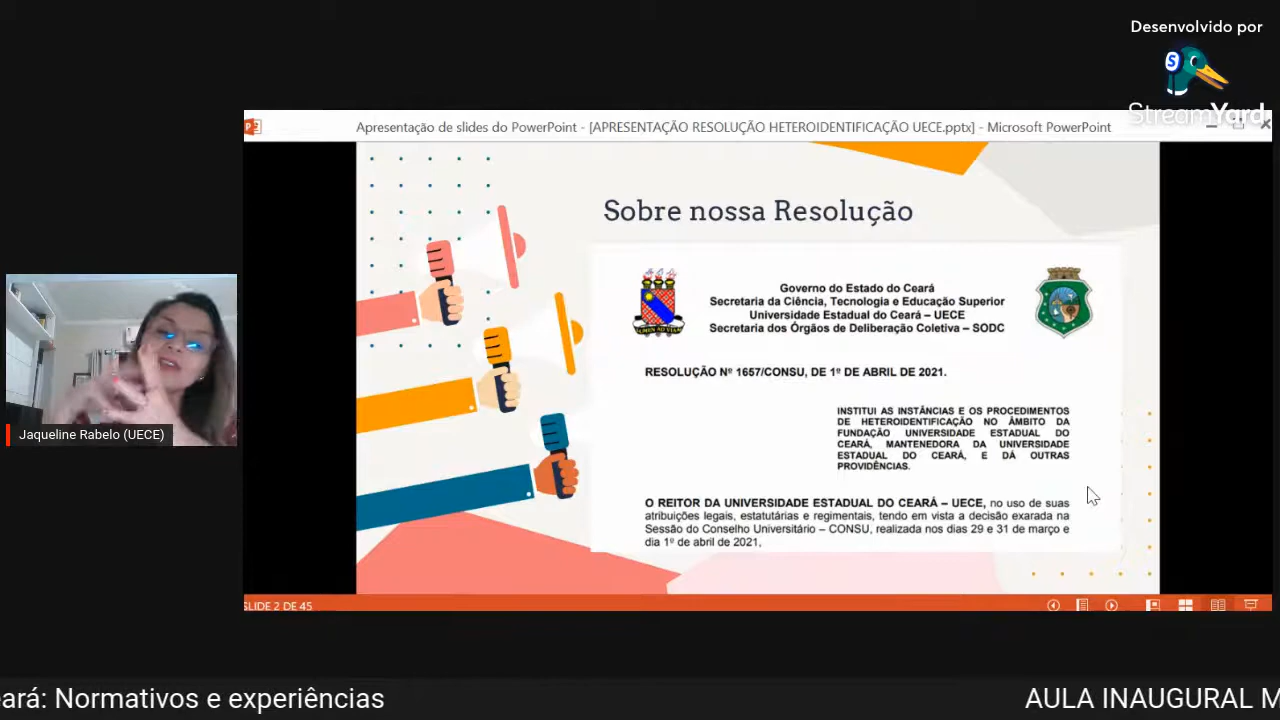 Desenvolvido por
StreamYard
Apresentação de slides do PowerPoint - [APRESENTAÇÃO RESOLUÇÃO HETEROIDENTIFICAÇÃO UECE.pptx] - Microsoft PowerPoint
Sobre nossa Resolução
Governo do Estado do Ceará
Secretaria da Ciência, Tecnologia e Educação Superior
Universidade Estadual do Ceará – UECE
Secretaria dos Órgãos de Deliberação Coletiva – SODC
RESOLUÇÃO Nº 1657/CONSU, DE 1º DE ABRIL DE 2021.
INSTITUI AS INSTÂNCIAS E OS PROCEDIMENTOS
DE HETEROIDENTIFICAÇÃO NO ÂMBITO DA
FUNDAÇÃO UNIVERSIDADE ESTADUAL DO
CEARÁ, MANTENEDORA DA UNIVERSIDADE
ESTADUAL DO CEARÁ, E DÁ OUTRAS
PROVIDÊNCIAS.
O REITOR DA UNIVERSIDADE ESTADUAL DO CEARÁ – UECE, no uso de suas
atribuições legais, estatutárias e regimentais, tendo em vista a decisão exarada na
Sessão do Conselho Universitário – CONSU, realizada nos dias 29 e 31 de março e
dia 1º de abril de 2021,
Jaqueline Rabelo (UECE)
SLIDE 2 DE 45
eará: Normativos e experiências
AULA INAUGURAL M